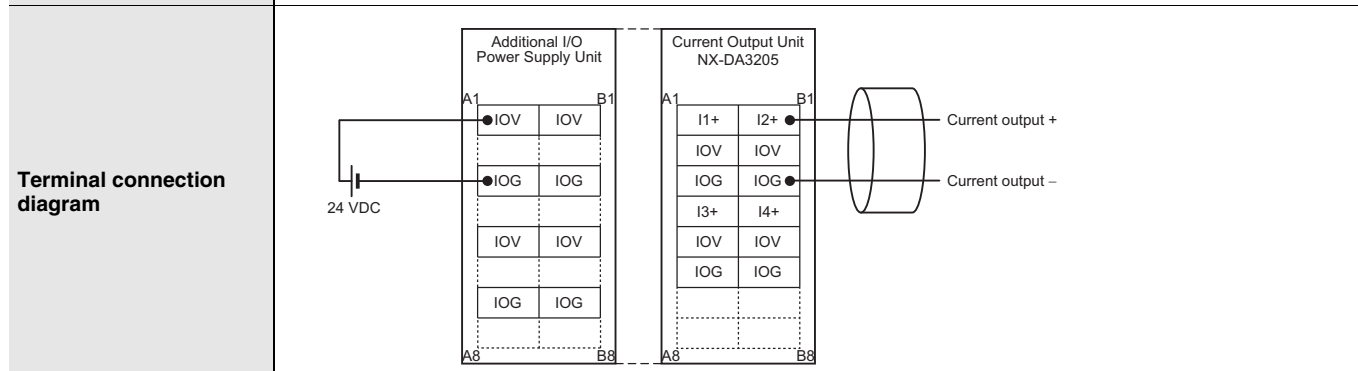 Terminal connection
diagram
Additional I/O
Power Supply Unit
A1 B1
IOV IOV
IOG IOG
IOV IOV
IOG IOG
A8 B8
24 VDC
Current Output Unit
NX-DA3205
A1 B1
I1+ I2+
IOV IOV
IOG IOG
I3+ I4+
IOV IOV
IOG IOG
A8 B8
Current output +
Current output –